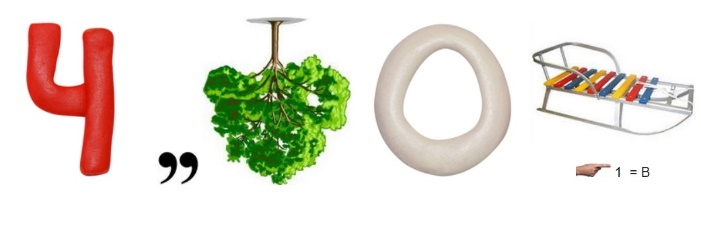 Ч ,, О
1 = В